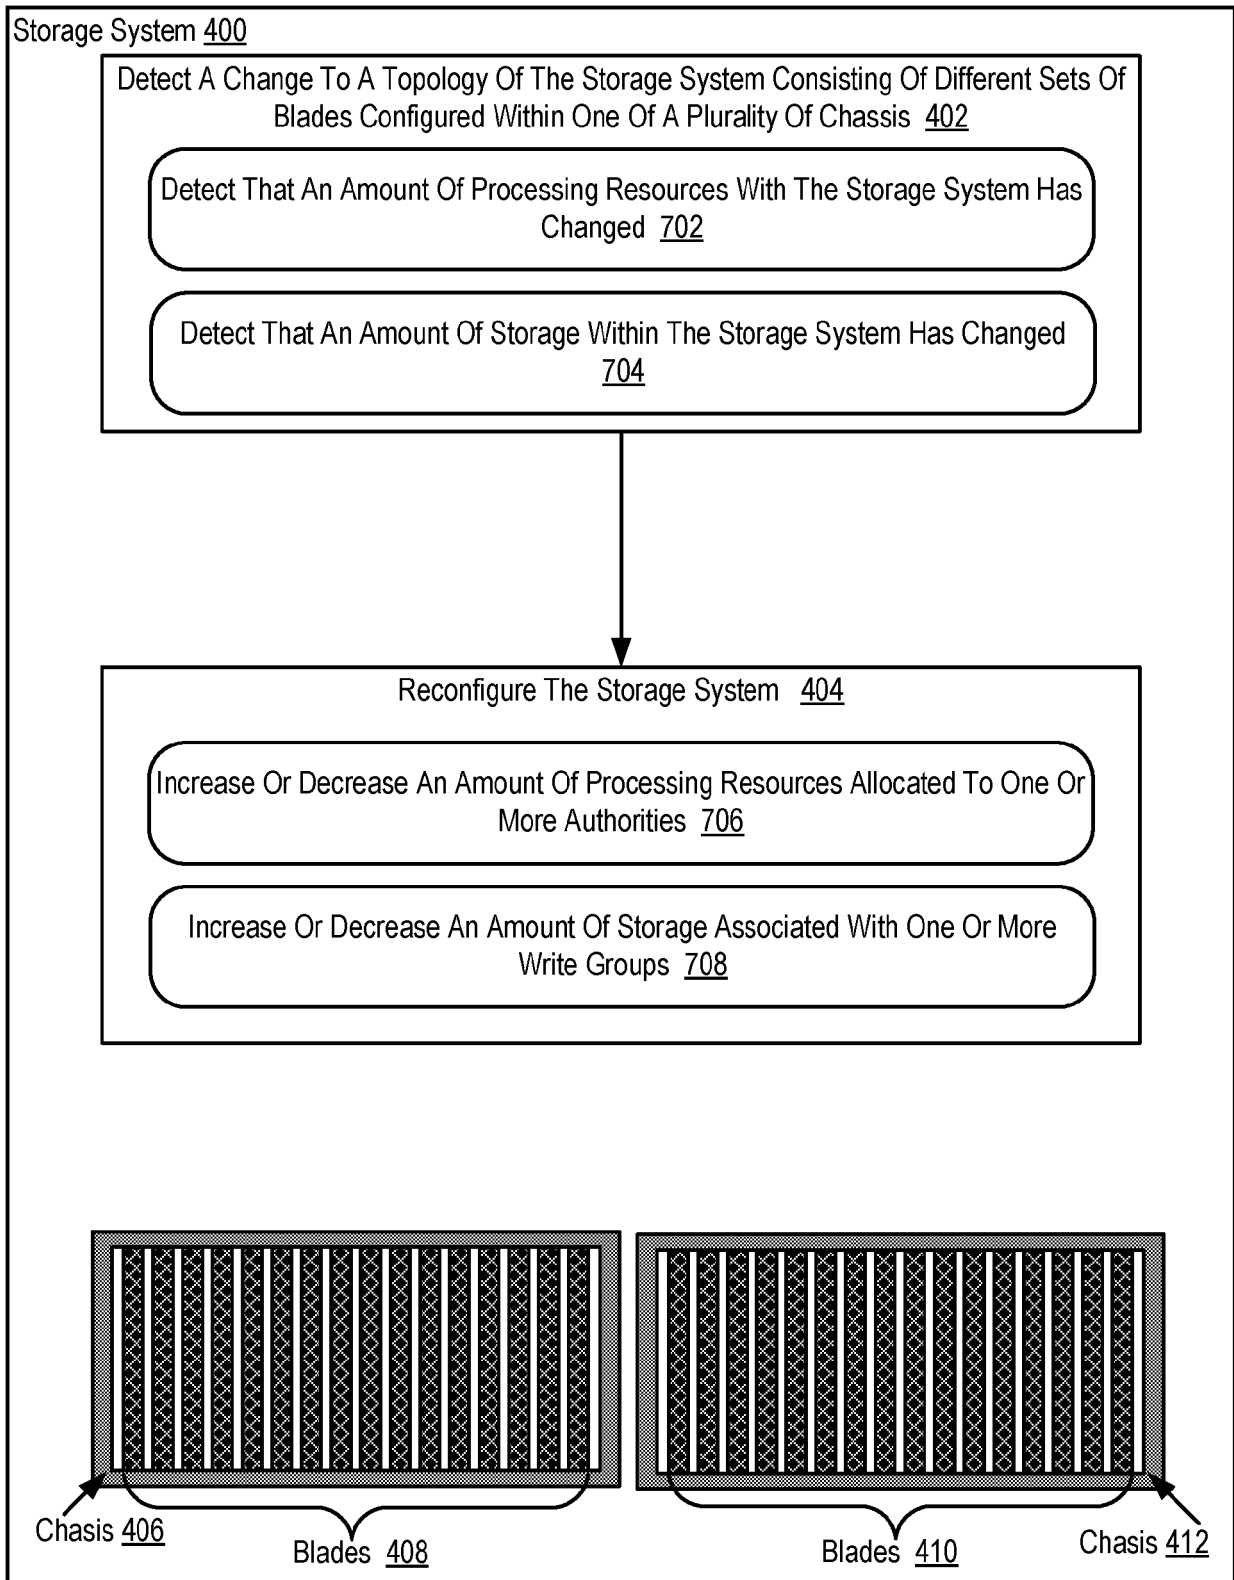 Storage System 400
Detect A Change To A Topology Of The Storage System Consisting Of Different Sets Of
Blades Configured Within One Of A Plurality Of Chassis 402
Detect That An Amount Of Processing Resources With The Storage System Has
Changed 702
Detect That An Amount Of Storage Within The Storage System Has Changed
704
Reconfigure The Storage System 404
Increase Or Decrease An Amount Of Processing Resources Allocated To One Or
More Authorities 706
Increase Or Decrease An Amount Of Storage Associated With One Or More
Write Groups 708
Chasis 406
Blades 408
Blades 410
Chasis 412